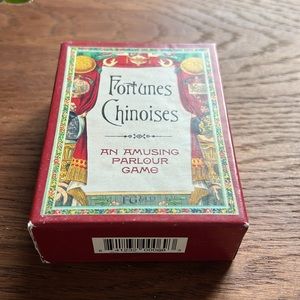 Fortunes
Chinoises
AN AMUSING
PARLOUR
GAME